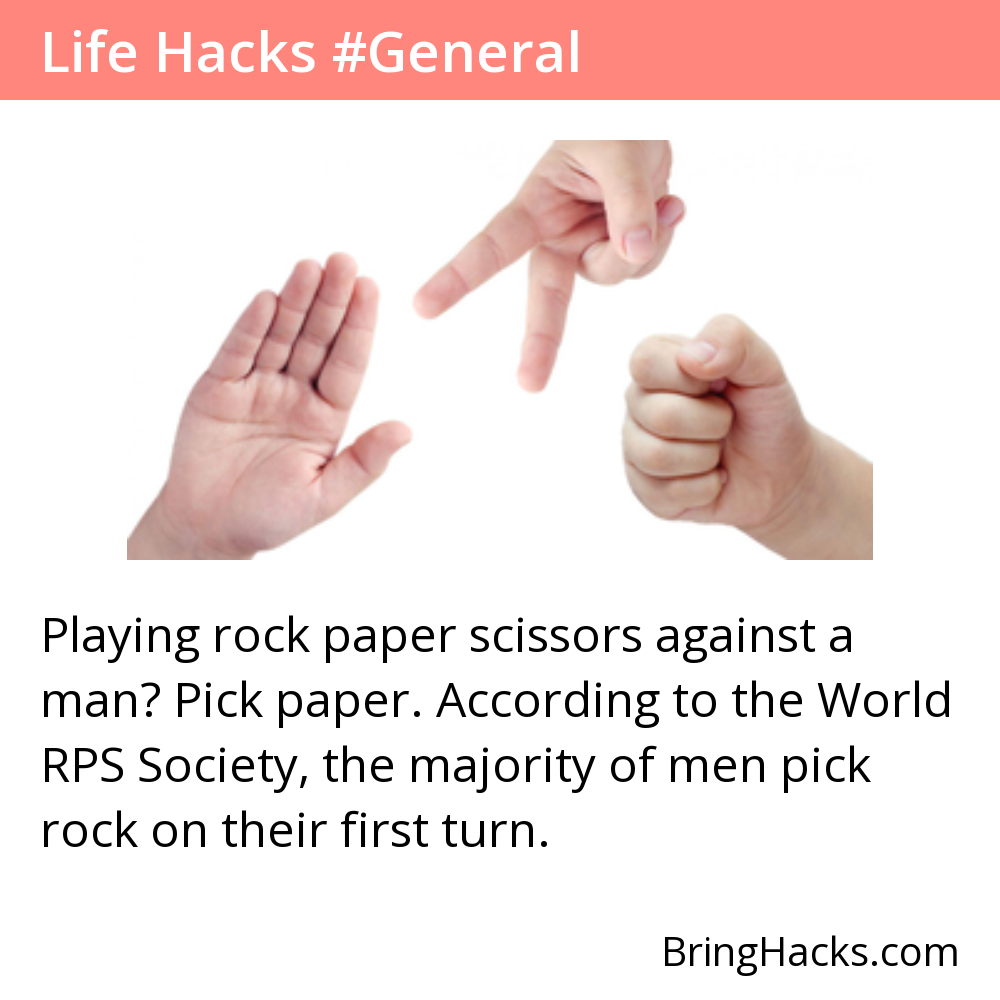 Life Hacks #General
Playing rock paper scissors against a
man? Pick paper. According to the World
RPS Society, the majority of men pick
rock on their first turn.
BringHacks.com